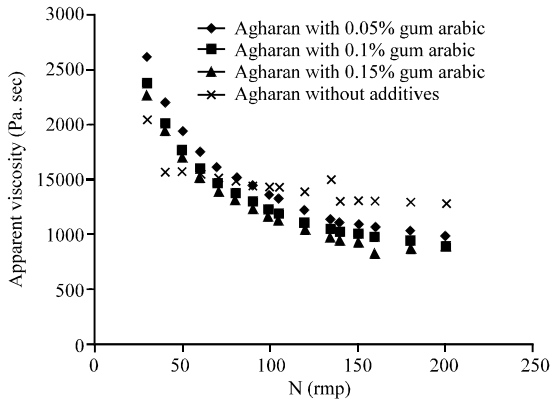 3000
2500
2000
15000
1000
500
0
0
50
100
150
200
250
Apparent viscosity (Pa. sec)
N (rmp)
Agharan with 0.05% gum arabic
Agharan with 0.1% gum arabic
Agharan with 0.15% gum arabic
Agharan without additives